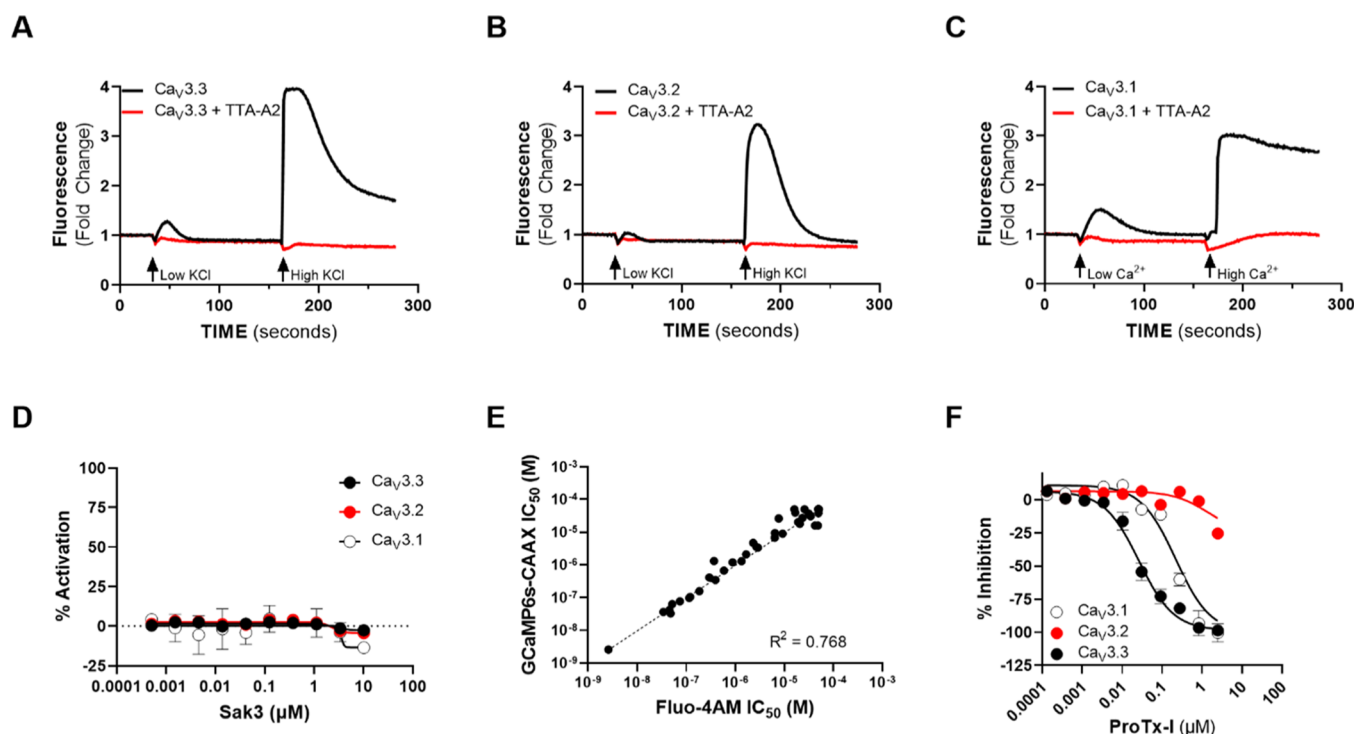 A
Fluorescence
(Fold Change)
4
3
2
1
0
CaV3.3
CaV3.3 + TTA-A2
Low KCl
High KCl
0 100 200 300
TIME (seconds)
B
Fluorescence
(Fold Change)
4
3
2
1
0
CaV3.2
CaV3.2 + TTA-A2
Low KCl
High KCl
0 100 200 300
TIME (seconds)
C
Fluorescence
(Fold Change)
4
3
2
1
0
CaV3.1
CaV3.1 + TTA-A2
Low Ca2+
High Ca2+
0 100 200 300
TIME (seconds)
D
% Activation
100
75
50
25
0
-25
CaV3.3
CaV3.2
CaV3.1
0.0001 0.001 0.01 0.1 1 10 100
Sak3 (µM)
E
GCaMP6s-CAAX IC50 (M)
10-3
10-4
10-5
10-6
10-7
10-8
10-9
R2 = 0.768
10-9 10-8 10-7 10-6 10-5 10-4 10-3
Fluo-4AM IC50 (M)
F
% Inhibition
0
-25
-50
-75
-100
-125
CaV3.1
CaV3.2
CaV3.3
0.0001 0.001 0.01 0.1 1 10
ProTx-I (µM)